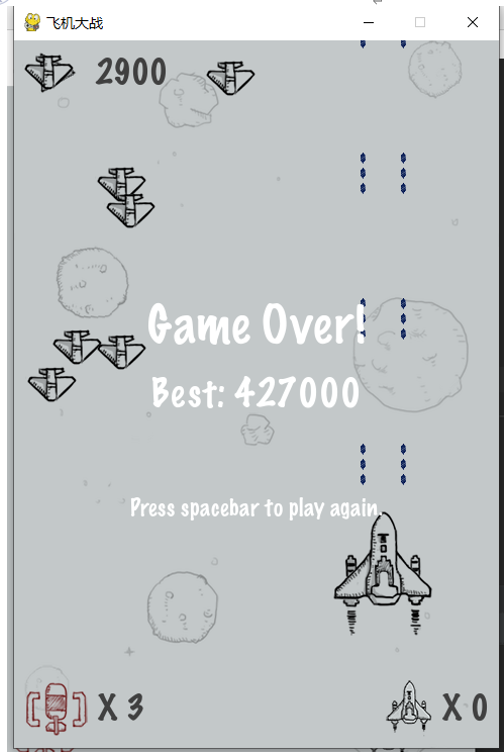 飞机大战
2900
Game Over!
Best: 427000
Press spacebar to play again.
X 3
X 0